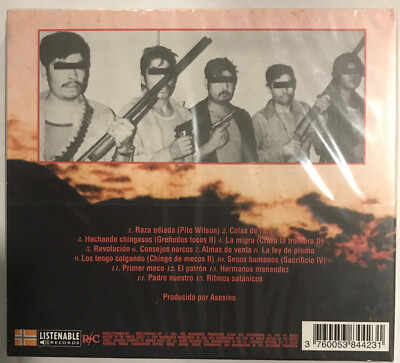 1. Raza odiada (Pito Wilson) 2. Colas de rata
3. Hechando chingasos (Greñudos locos II) 4. La migra (Cruza la frontera II)
5. Revolución 6. Consejos narcos 7. Almas de venta 8. La ley de plomo
9. Los tengo colgando (Chingo de mecos II) 10. Sesos humanos (Sacrificio IV)
11. Primer meco 12. El patrón 13. Hermanos menendez
14. Padre nuestro 15. Ritmos satánicos
Producido por Asesino
LISTENABLE
RECORDS
R/C
3 760053 844231